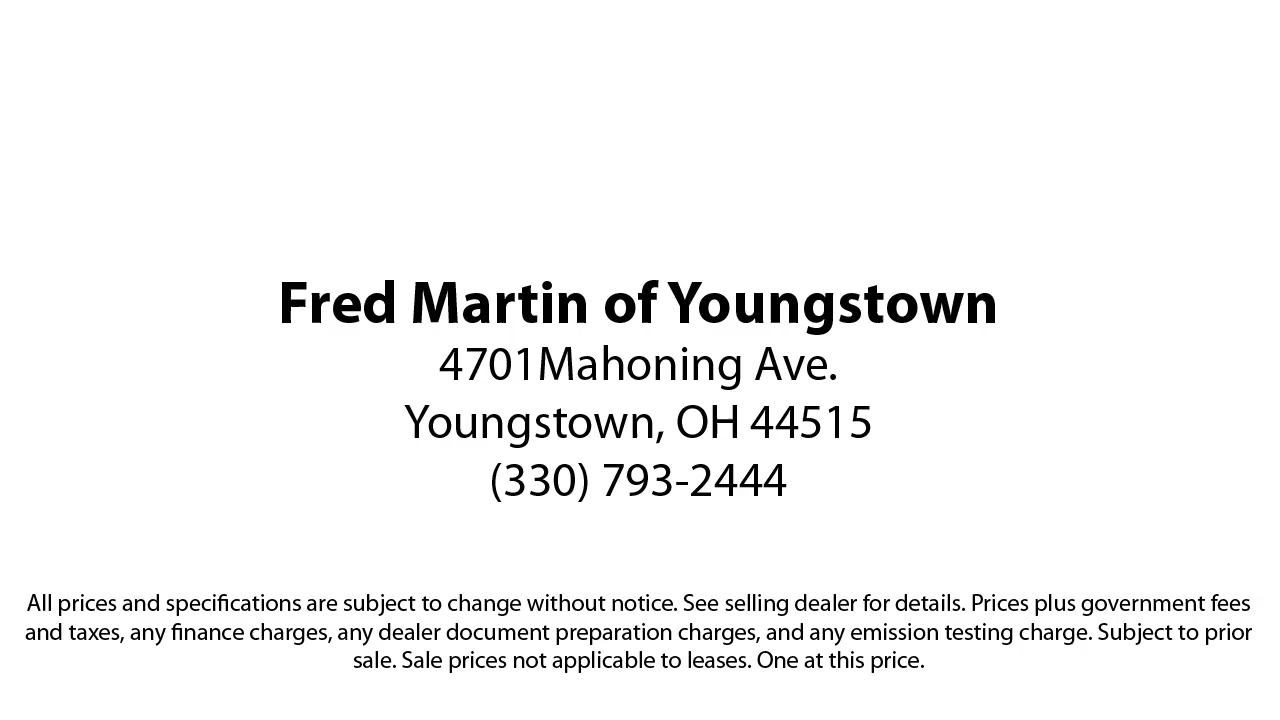 Fred Martin of Youngstown
4701Mahoning Ave.
Youngstown, OH 44515
(330) 793-2444
All prices and specifications are subject to change without notice. See selling dealer for details. Prices plus government fees
and taxes, any finance charges, any dealer document preparation charges, and any emission testing charge. Subject to prior
sale. Sale prices not applicable to leases. One at this price.